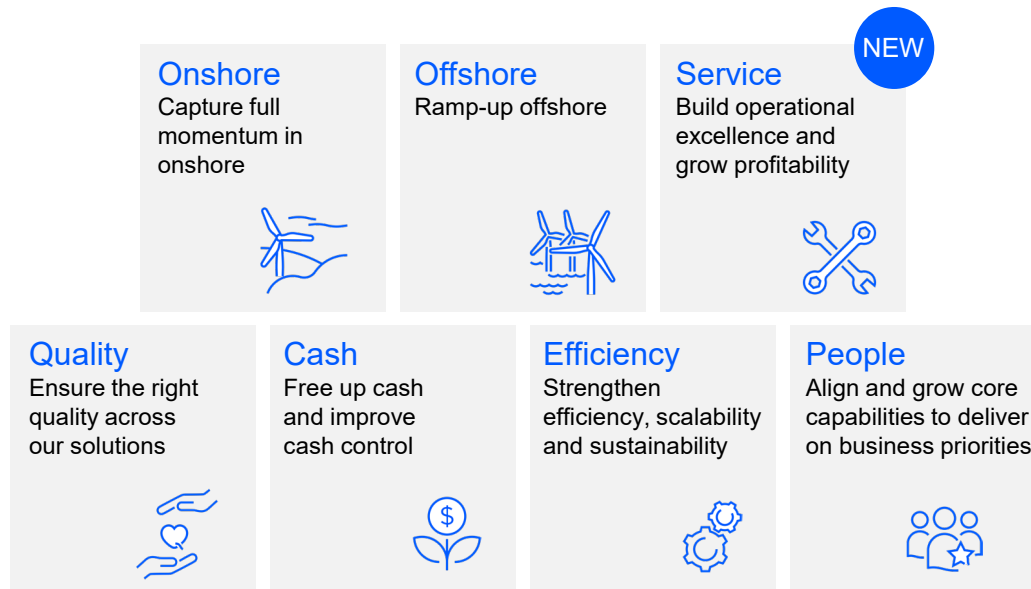 NEW
Onshore
Capture full
momentum in
onshore
Offshore
Ramp-up offshore
Service
Build operational
excellence and
grow profitability
$
Quality
Ensure the right
quality across
our solutions
Cash
Free up cash
and improve
cash control
Efficiency
Strengthen
efficiency, scalability
and sustainability
People
Align and grow core
capabilities to deliver
on business priorities